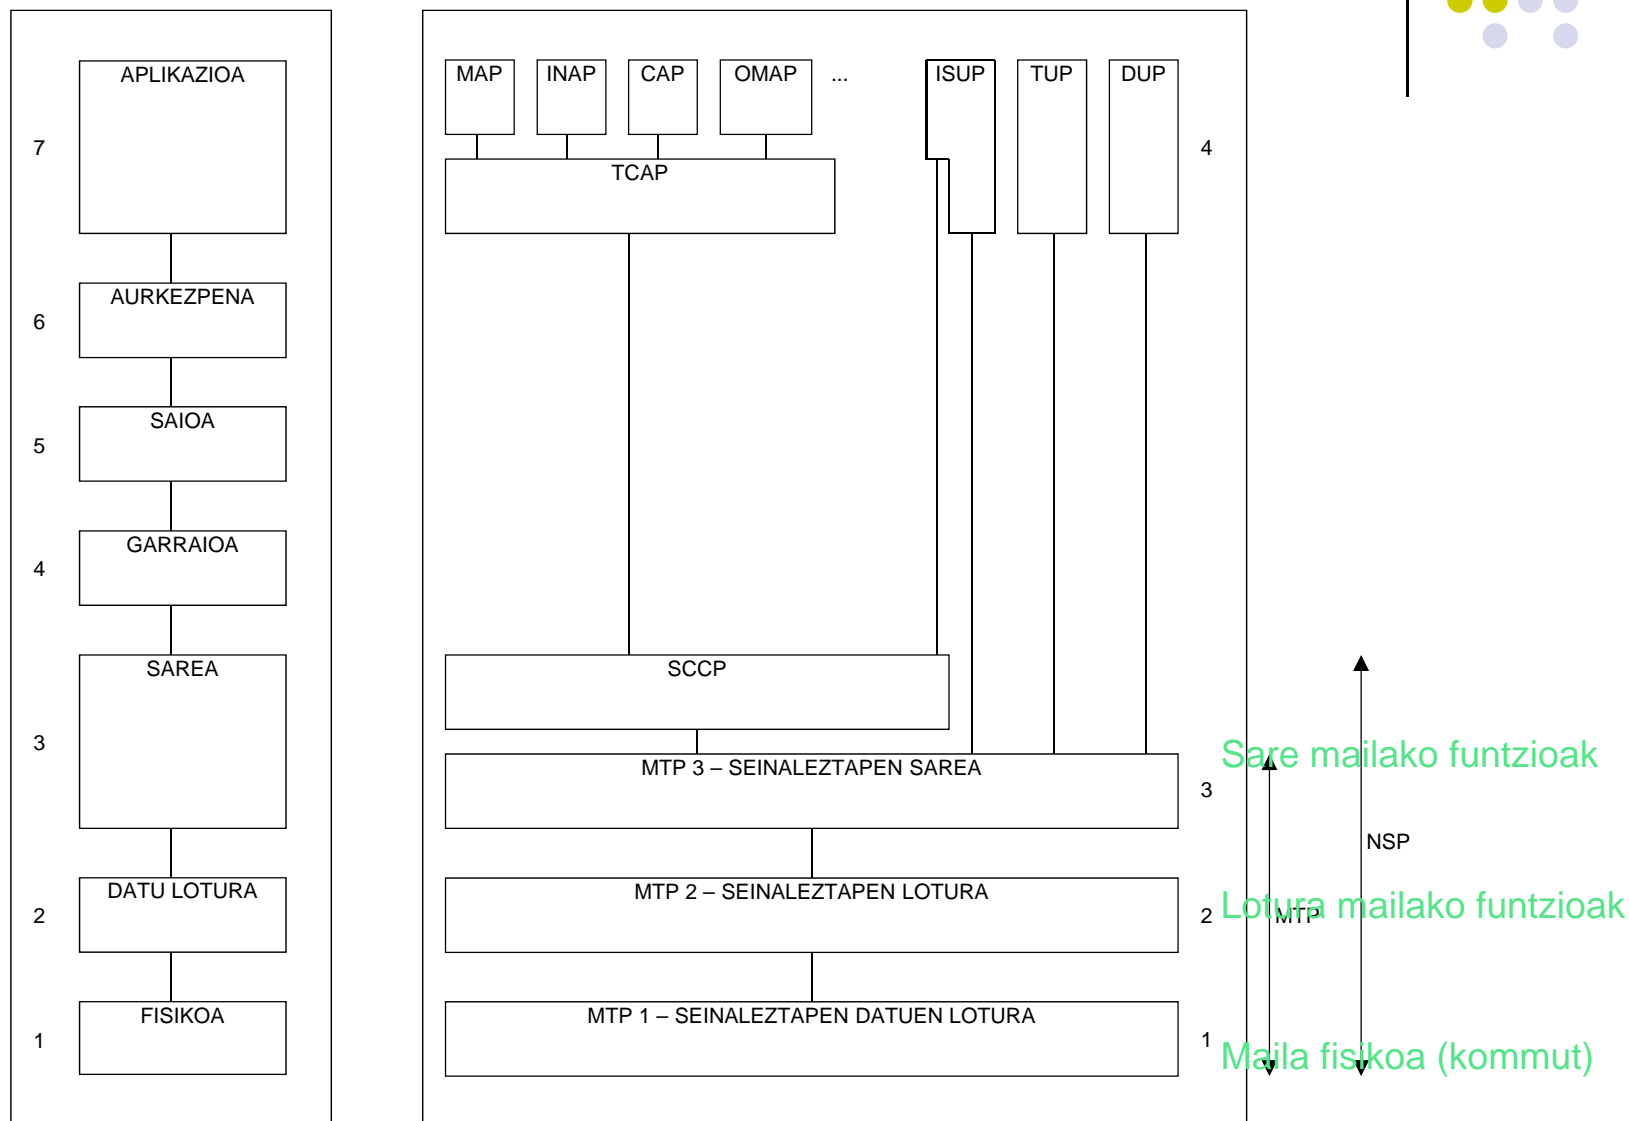 APLIKAZIOA
7
AURKEZPENA
6
SAIOA
5
GARRAIOA
4
SAREA
3
DATU LOTURA
2
FISIKOA
1
MAP INAP CAP OMAP ... ISUP TUP DUP
4
TCAP
SCCP
MTP 3 – SEINALEZTAPEN SAREA
3
MTP 2 – SEINALEZTAPEN LOTURA
2
MTP 1 – SEINALEZTAPEN DATUEN LOTURA
1
Sare mailako funtzioak
NSP
Lotura mailako funtzioak
MTP
Maila fisikoa (kommut)